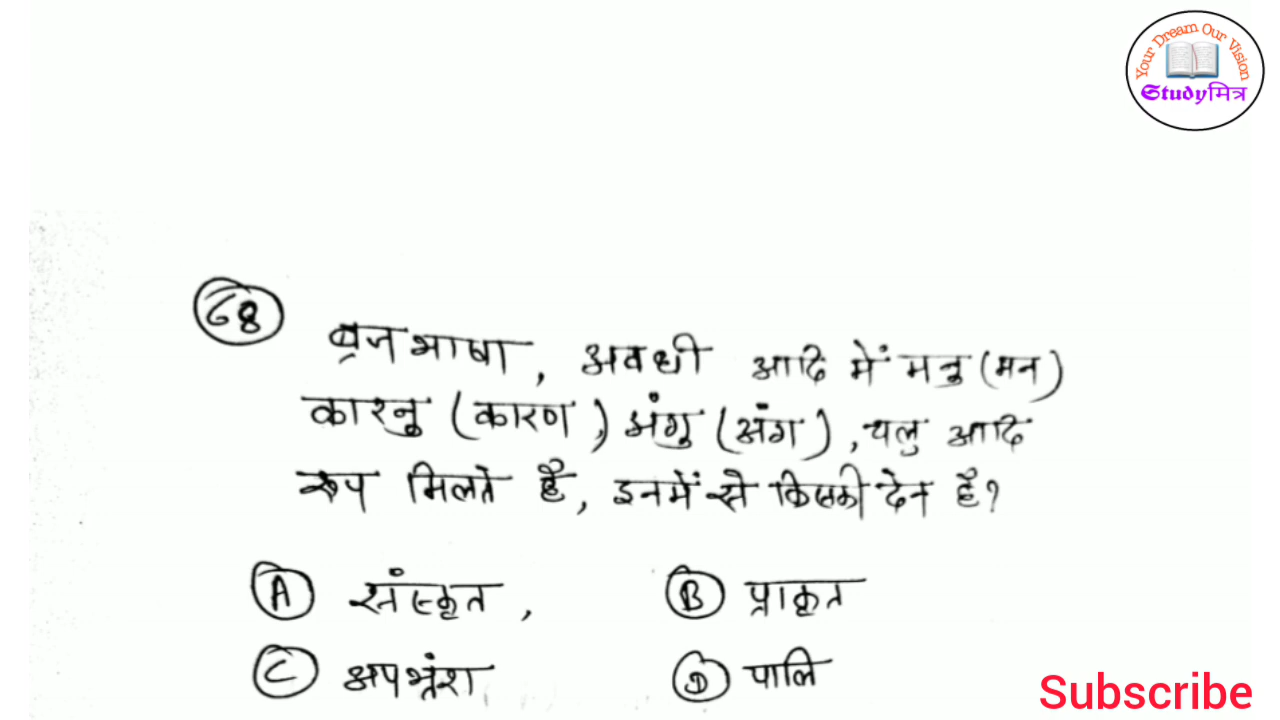 Your Dream Our Vision
Studyमित्र
68
ब्रजभाषा, अवधी आदि में मनु (मन)
कारनु (कारण) अंगु (अंग), चलु आदि
रूप मिलते है, इनमें से किसकी देन है?
A संस्कृत, B प्राकृत
C अपभ्रंश D पालि
Subscribe